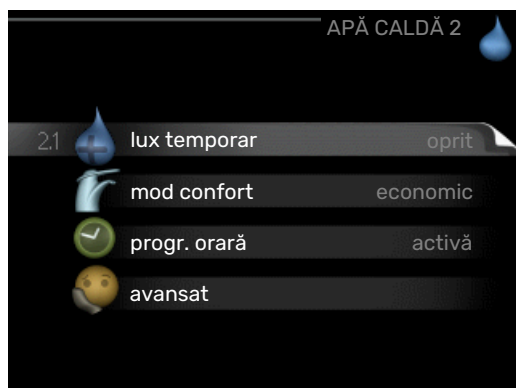 APĂ CALDĂ 2
2.1 lux temporar oprit
mod confort economic
progr. orară activă
avansat